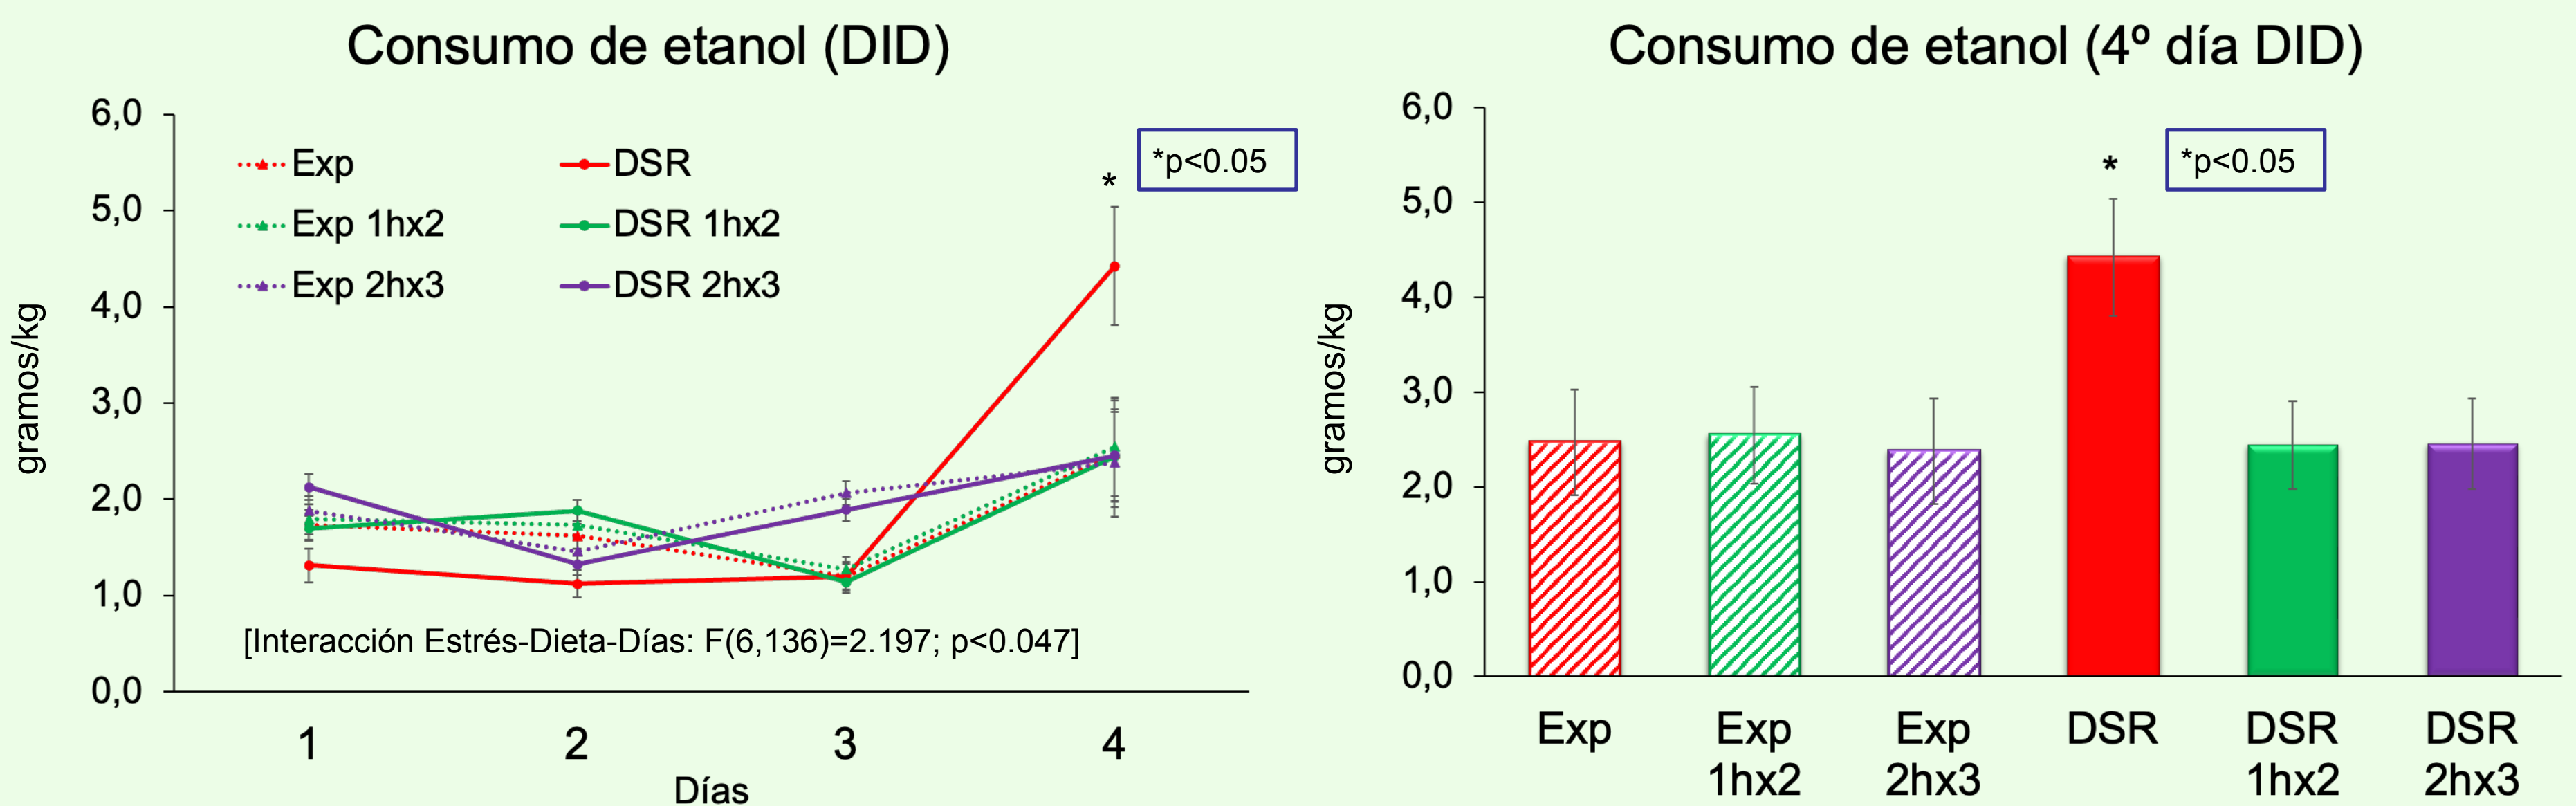 Consumo de etanol (DID)
gramos/kg
6,0
5,0
4,0
3,0
2,0
1,0
0,0
Exp
DSR
Exp 1hx2
DSR 1hx2
Exp 2hx3
DSR 2hx3
*
*p<0.05
[Interacción Estrés-Dieta-Días: F(6,136)=2.197; p<0.047]
1 2 3 4
Días
Consumo de etanol (4º día DID)
gramos/kg
6,0
5,0
4,0
3,0
2,0
1,0
0,0
*
*p<0.05
Exp
Exp
1hx2
Exp
2hx3
DSR
DSR
1hx2
DSR
2hx3